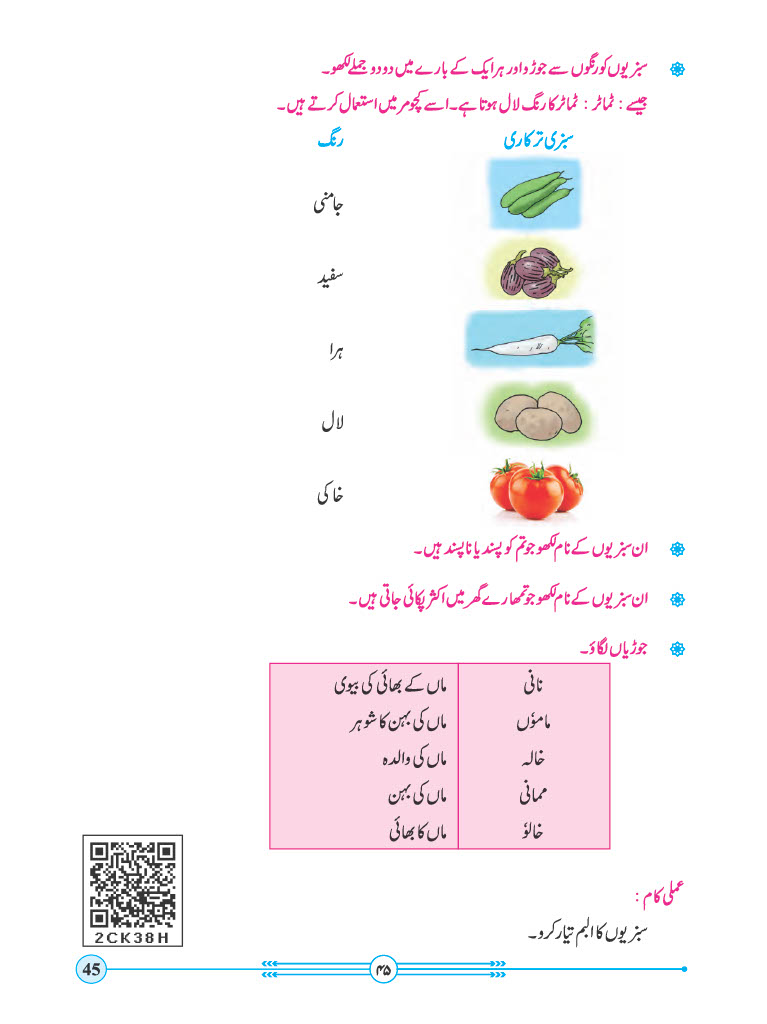 سبزیوں کو رنگوں سے جوڑو اور ہر ایک کے بارے میں دو دو جملے لکھو۔
جیسے : ٹماٹر : ٹماٹر کا رنگ لال ہوتا ہے۔ اسے کچومر میں استعمال کرتے ہیں۔
سبزی ترکاری رنگ
جامنی
سفید
ہرا
لال
خاکی
ان سبزیوں کے نام لکھو جو تم کو پسند یا ناپسند ہیں۔
ان سبزیوں کے نام لکھو جو تمھارے گھر میں اکثر پکائی جاتی ہیں۔
جوڑیاں لگاؤ۔
نانی ماں کے بھائی کی بیوی
ماموٗں ماں کی بہن کا شوہر
خالہ ماں کی والدہ
ممانی ماں کی بہن
خالوٗ ماں کا بھائی
عملی کام :
سبزیوں کا البم تیار کرو۔
2CK38H
45 ۴۵